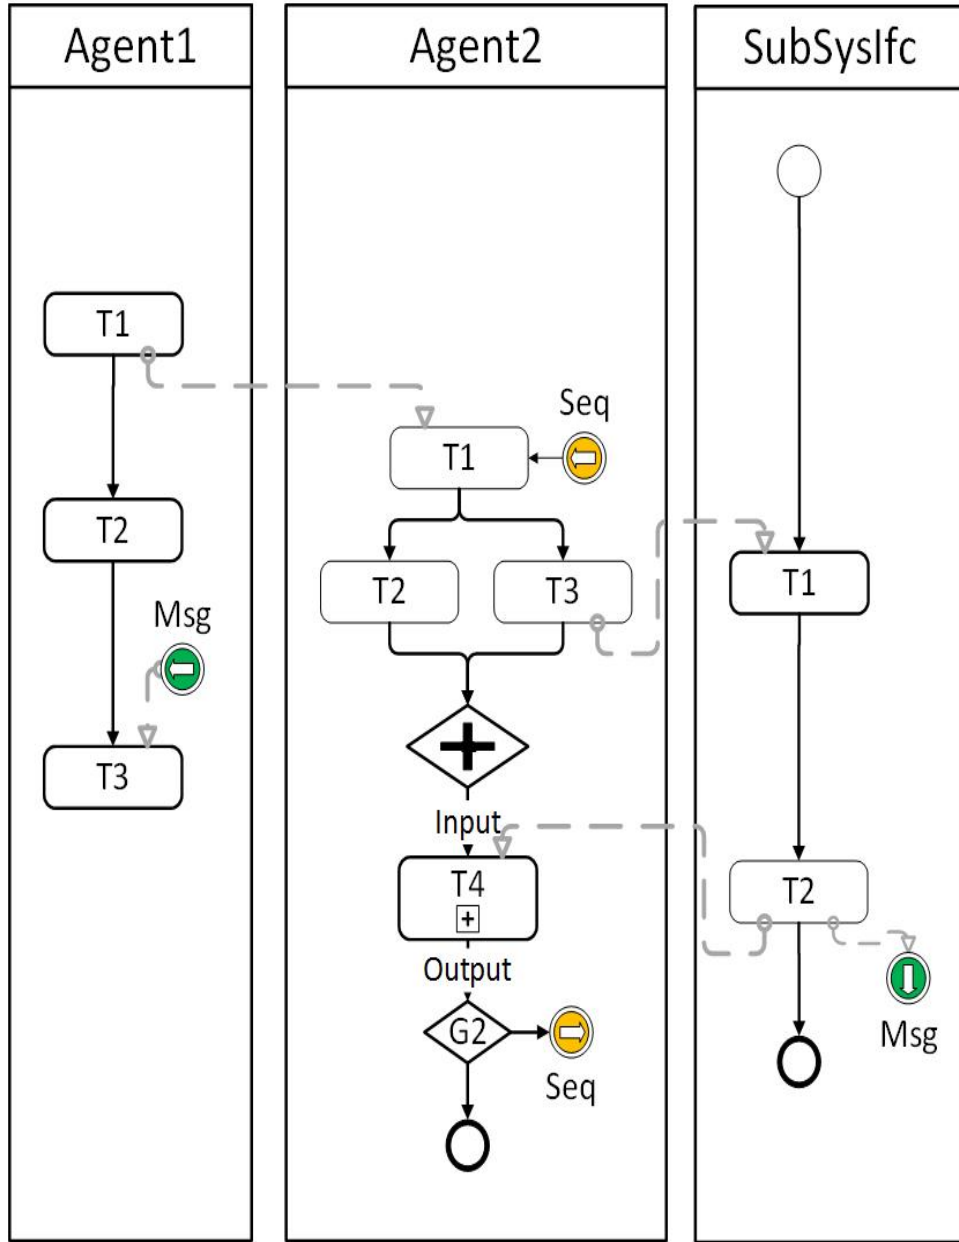 Agent1
Agent2
SubSysIfc
T1
T2
Msg
T3
Seq
T1
T2
T3
Input
T4
Output
G2
Seq
T1
T2
Msg